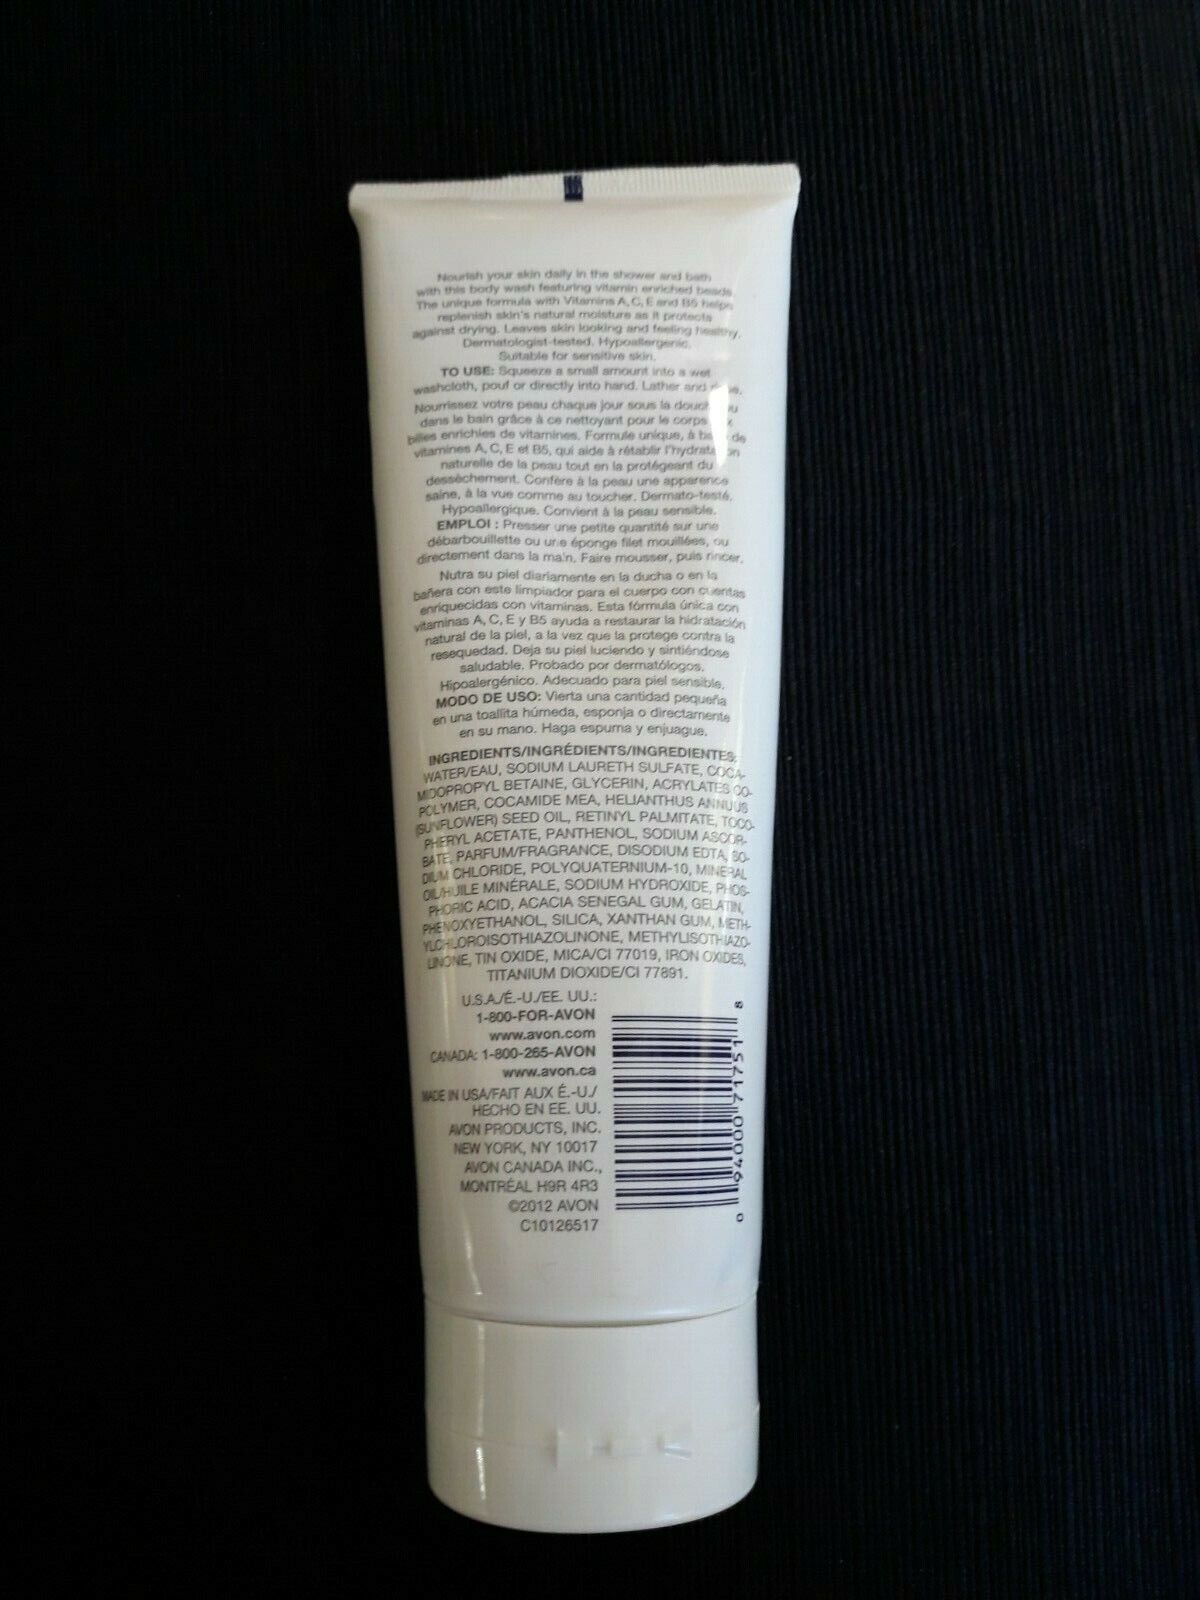 Nourish your skin daily in the shower and bath
with this body wash featuring vitamin enriched beads.
The unique formula with Vitamins A, C, E and B5 helps
replenish skin's natural moisture as it protects
against drying. Leaves skin looking and feeling healthy.
Dermatologist-tested. Hypoallergenic.
Suitable for sensitive skin.
TO USE: Squeeze a small amount into a wet
washcloth, pouf or directly into hand. Lather and
Nourrissez votre peau chaque jour sous la
dans le bain grâce à ce nettoyant pour le corps
billes enrichies de vitamines. Formule unique, à de
vitamines A, C, E et B5, qui aide à rétablir
naturelle de la peau tout en la protégeant du
dessèchement. Confère à la peau une apparence
saine, à la vue comme au toucher. Dermato-testé.
Hypoallergique. Convient à la peau sensible.
EMPLOI : Presser une petite quantité sur une
débarbouillette ou une éponge filet mouillées, ou
directement dans la main. Faire mousser, puis rincer.
Nutra su piel diariamente en la ducha o en la
bañera con este limpiador para el cuerpo con cuentas
enriquecidas con vitaminas. Esta fórmula única con
vitaminas A, C, E y B5 ayuda a restaurar la hidratación
natural de la piel, a la vez que la protege contra la
resequedad. Deja su piel luciendo y sintiéndose
saludable. Probado por dermatólogos.
Hipoalergénico. Adecuado para piel sensible.
MODO DE USO: Vierta una cantidad pequeña
en una toallita húmeda, esponja o directamente
en su mano. Haga espuma y enjuague.
INGREDIENTS/INGRÉDIENTS/INGREDIENTES:
WATER/EAU, SODIUM LAURETH SULFATE, COCA-
MIDOPROPYL BETAINE, GLYCERIN, ACRYLATES CO-
POLYMER, COCAMIDE MEA, HELIANTHUS ANNUUS
(SUNFLOWER) SEED OIL, RETINYL PALMITATE, TOCO-
PHERYL ACETATE, PANTHENOL, SODIUM ASCOR-
BATE, PARFUM/FRAGRANCE, DISODIUM EDTA, SO-
DIUM CHLORIDE, POLYQUATERNIUM-10, MINERAL
OIL/HUILE MINÉRALE, SODIUM HYDROXIDE, PHOS-
PHORIC ACID, ACACIA SENEGAL GUM, GELATIN,
PHENOXYETHANOL, SILICA, XANTHAN GUM, METH-
YLCHLOROISOTHIAZOLINONE, METHYLISOTHIAZO-
LINONE, TIN OXIDE, MICA/CI 77019, IRON OXIDES,
TITANIUM DIOXIDE/CI 77891.
U.S.A./É.-U./EE. UU.:
1-800-FOR-AVON
www.avon.com
CANADA: 1-800-265-AVON
www.avon.ca
MADE IN USA/FAIT AUX É.-U./
HECHO EN EE. UU.
AVON PRODUCTS, INC.
NEW YORK, NY 10017
AVON CANADA INC.,
MONTRÉAL H9R 4R3
©2012 AVON
C10126517
0 94000 71751 8